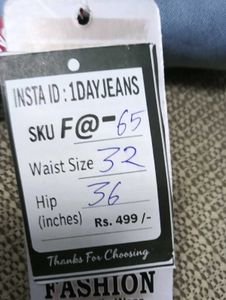 INSTA ID : 1DAYJEANS
SKU F@-65
Waist Size 32
Hip 36
(inches) Rs. 499 /-
Thanks For Choosing
FASHION